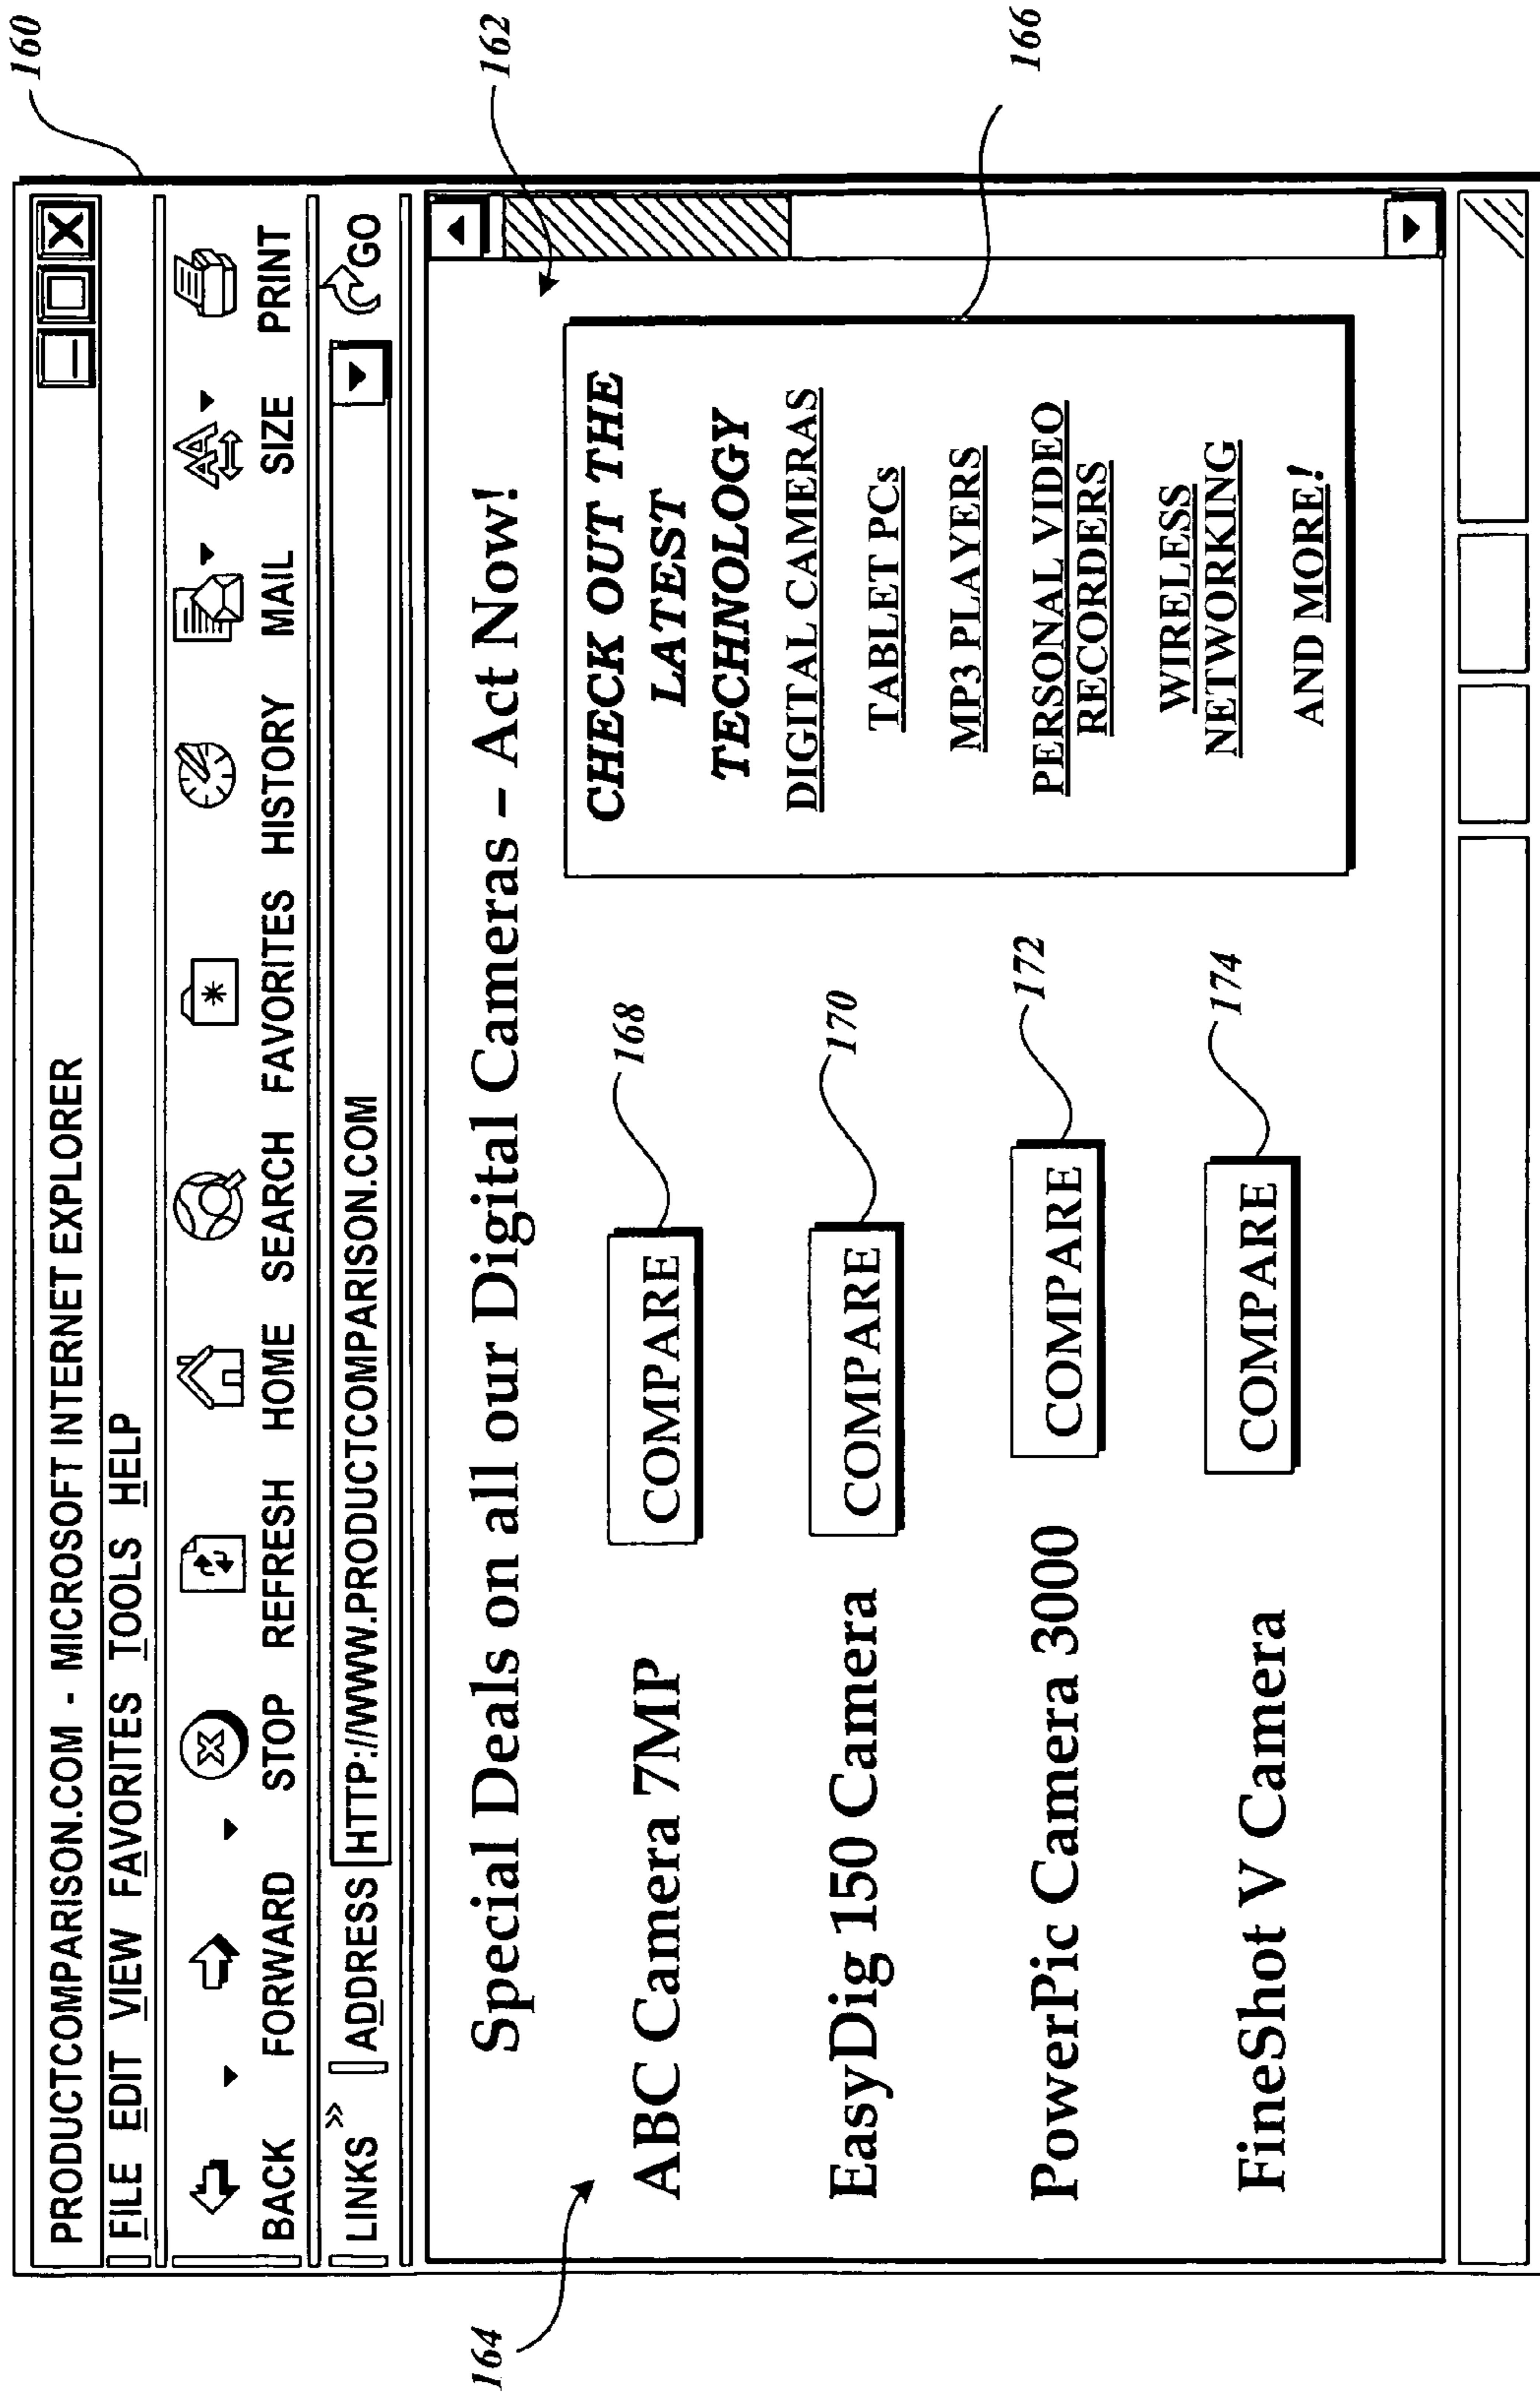 160
PRODUCTCOMPARISON.COM - MICROSOFT INTERNET EXPLORER
FILE EDIT VIEW FAVORITES TOOLS HELP
BACK FORWARD STOP REFRESH HOME SEARCH FAVORITES HISTORY MAIL SIZE PRINT
LINKS » ADDRESS HTTP://WWW.PRODUCTCOMPARISON.COM GO
162
164
Special Deals on all our Digital Cameras – Act Now!
ABC Camera 7MP COMPARE 168
EasyDig 150 Camera COMPARE 170
PowerPic Camera 3000 COMPARE 172
FineShot V Camera COMPARE 174
CHECK OUT THE
LATEST
TECHNOLOGY
DIGITAL CAMERAS
TABLET PCs
MP3 PLAYERS
PERSONAL VIDEO
RECORDERS
WIRELESS
NETWORKING
AND MORE!
166